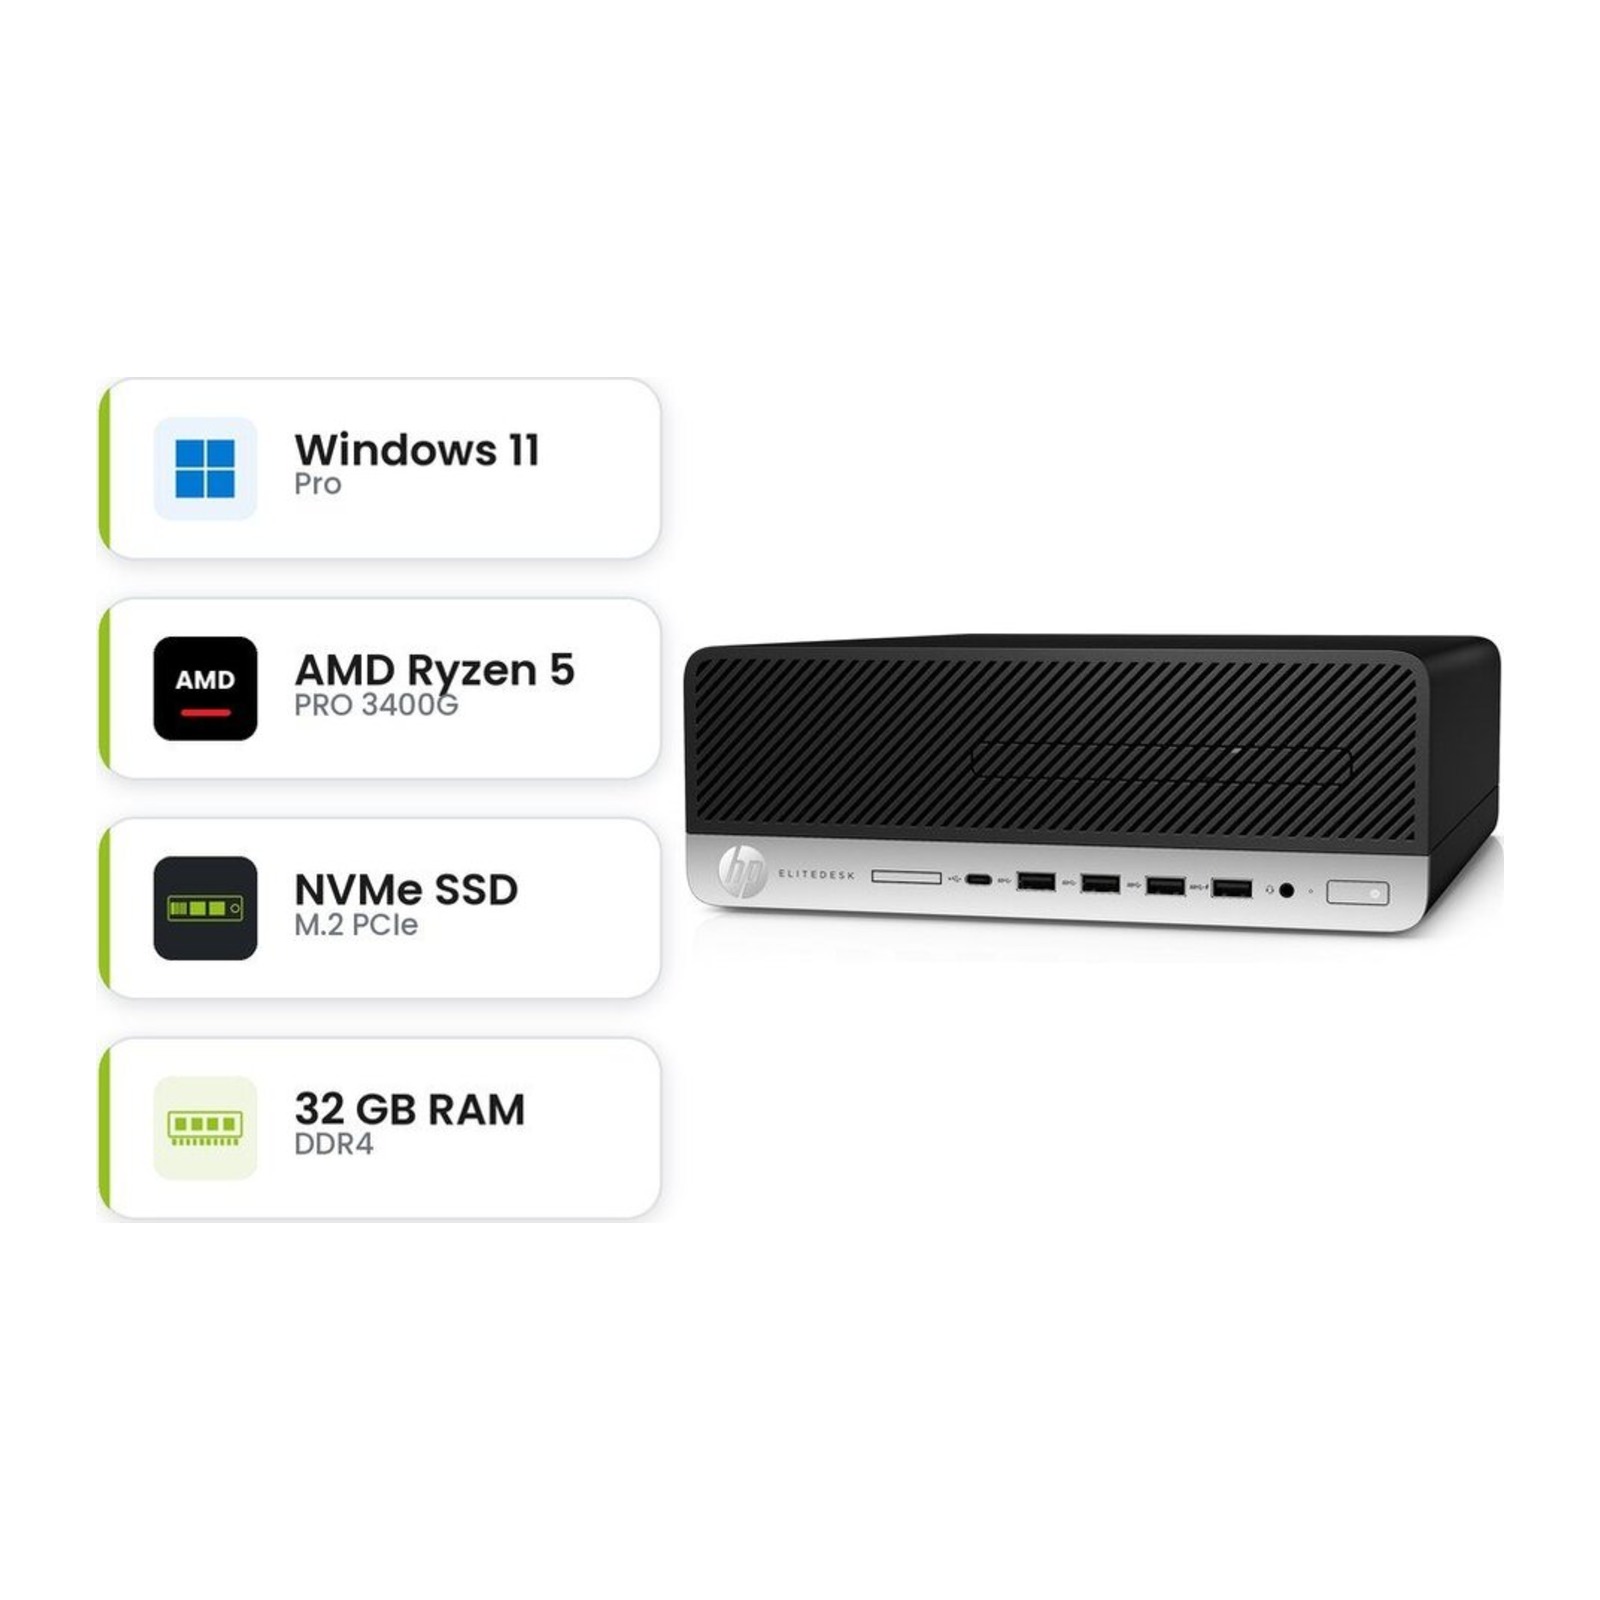 Windows 11
Pro
AMD
AMD Ryzen 5
PRO 3400G
NVMe SSD
M.2 PCIe
32 GB RAM
DDR4
hp
ELITEDESK